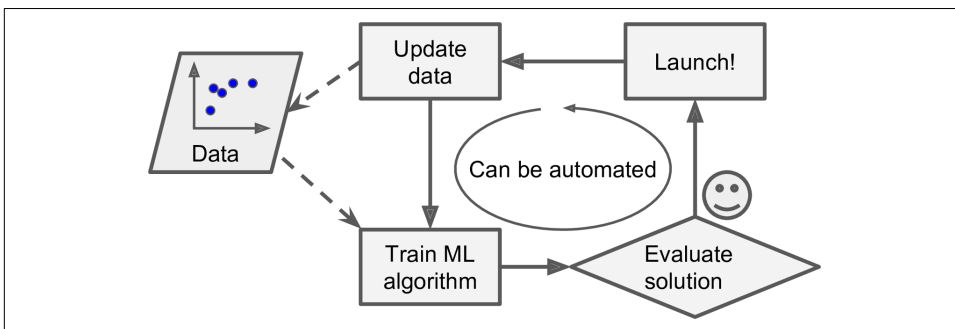 Update
data
Launch!
Data
Can be automated
Train ML
algorithm
Evaluate
solution